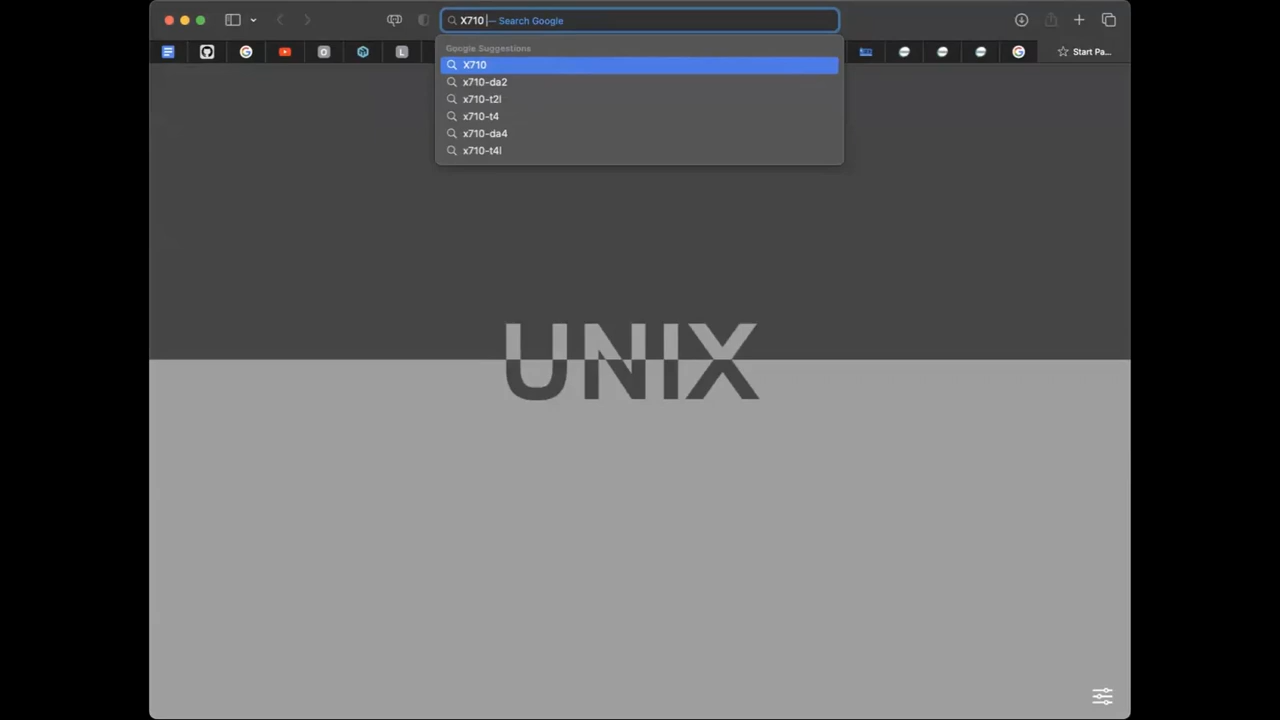 X710 — Search Google
Google Suggestions
X710
x710-da2
x710-t2l
x710-t4
x710-da4
x710-t4l
O
L
Start Pa...
UNIX